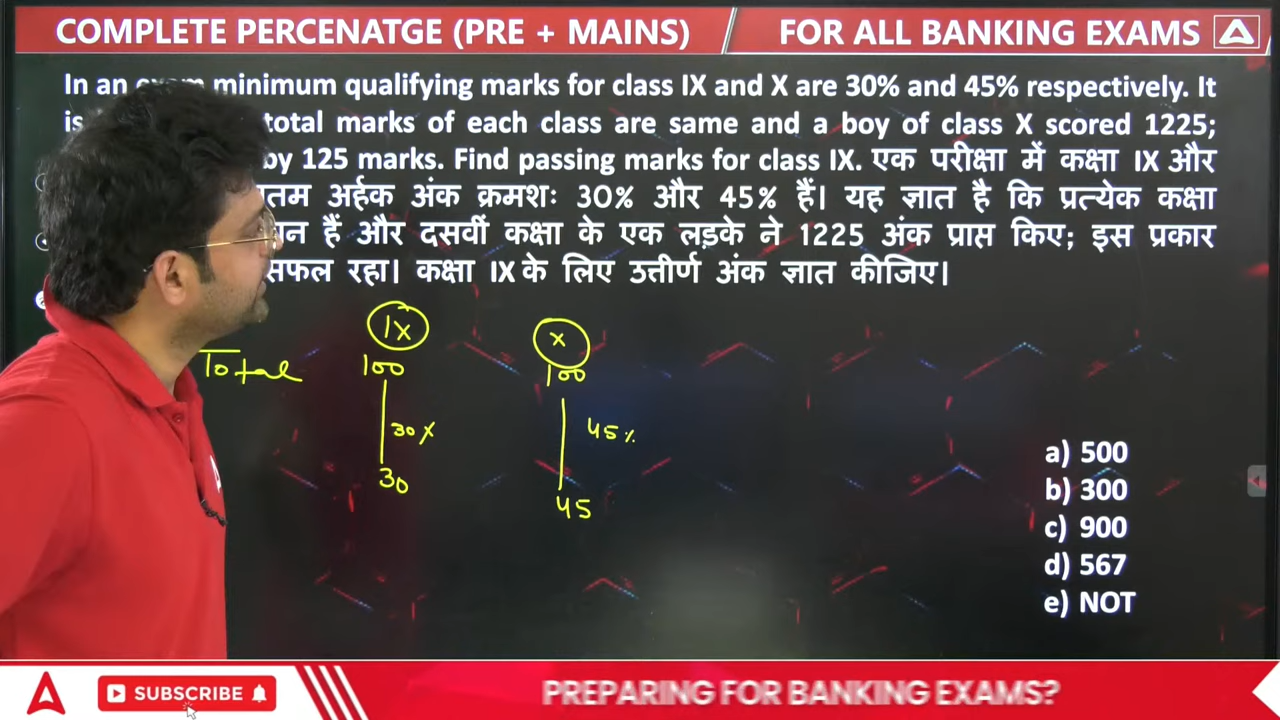 COMPLETE PERCENATGE (PRE + MAINS)
FOR ALL BANKING EXAMS
In an minimum qualifying marks for class IX and X are 30% and 45% respectively. It
total marks of each class are same and a boy of class X scored 1225;
by 125 marks. Find passing marks for class IX. एक परीक्षा में कक्षा IX और
अर्हक अंक क्रमशः 30% और 45% हैं। यह ज्ञात है कि प्रत्येक कक्षा
हैं और दसवीं कक्षा के एक लड़के ने 1225 अंक प्राप्त किए; इस प्रकार
रहा। कक्षा IX के लिए उत्तीर्ण अंक ज्ञात कीजिए।
IX
X
Total
100
100
30%
45%
30
45
a) 500
b) 300
c) 900
d) 567
e) NOT
SUBSCRIBE
PREPARING FOR BANKING EXAMS?